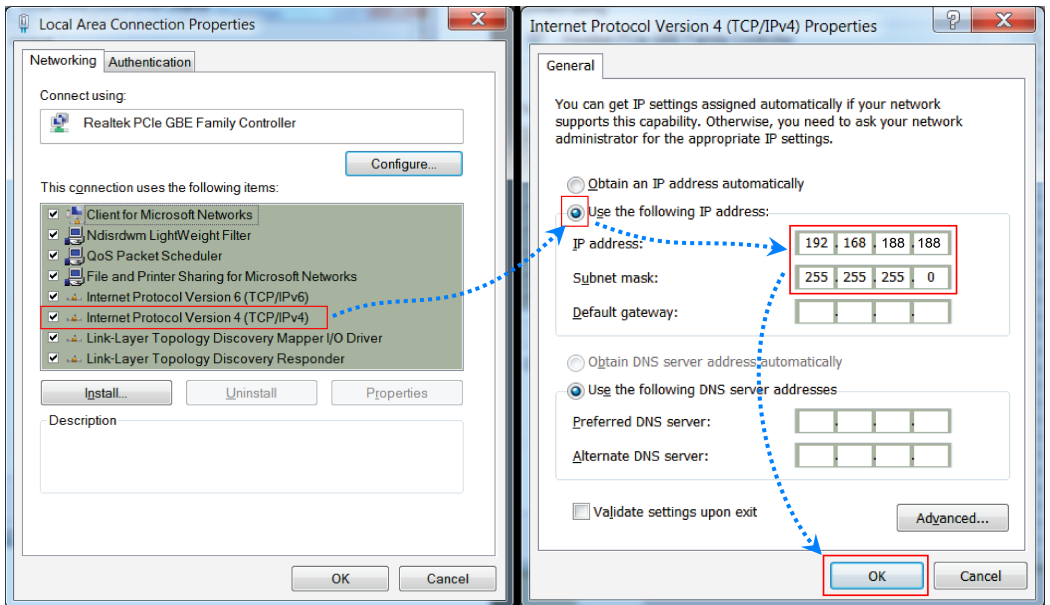 Local Area Connection Properties
Networking
Authentication
Connect using:
Realtek PCIe GBE Family Controller
Configure...
This connection uses the following items:
Client for Microsoft Networks
Ndisrdwm LightWeight Filter
QoS Packet Scheduler
File and Printer Sharing for Microsoft Networks
Internet Protocol Version 6 (TCP/IPv6)
Internet Protocol Version 4 (TCP/IPv4)
Link-Layer Topology Discovery Mapper I/O Driver
Link-Layer Topology Discovery Responder
Install...
Uninstall
Properties
Description
OK
Cancel
Internet Protocol Version 4 (TCP/IPv4) Properties
General
You can get IP settings assigned automatically if your network
supports this capability. Otherwise, you need to ask your network
administrator for the appropriate IP settings.
Obtain an IP address automatically
Use the following IP address:
IP address: 192 . 168 . 188 . 188
Subnet mask: 255 . 255 . 255 . 0
Default gateway: . . .
Obtain DNS server address automatically
Use the following DNS server addresses
Preferred DNS server: . . .
Alternate DNS server: . . .
Validate settings upon exit
Advanced...
OK
Cancel